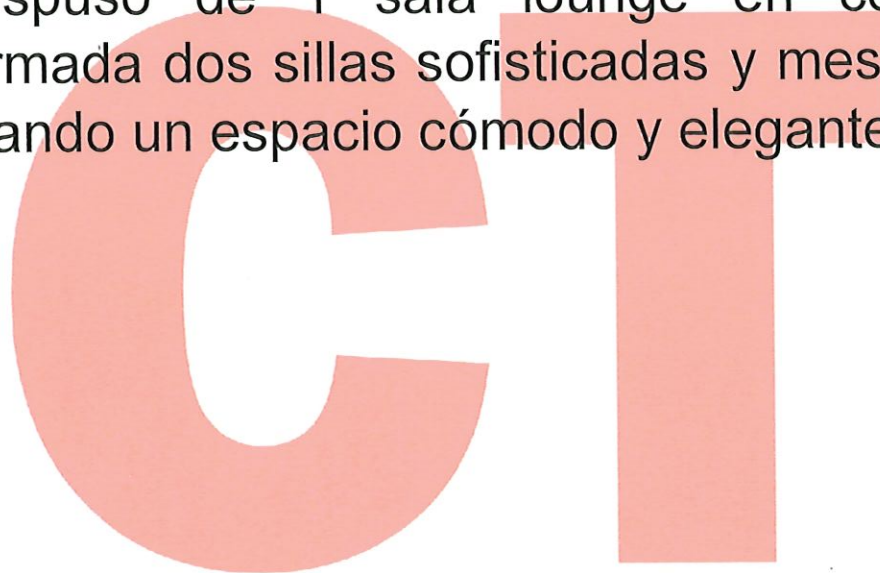 spuso de 1 sala lounge en co
rmada dos sillas sofisticadas y mes
ando un espacio cómodo y elegante
CT